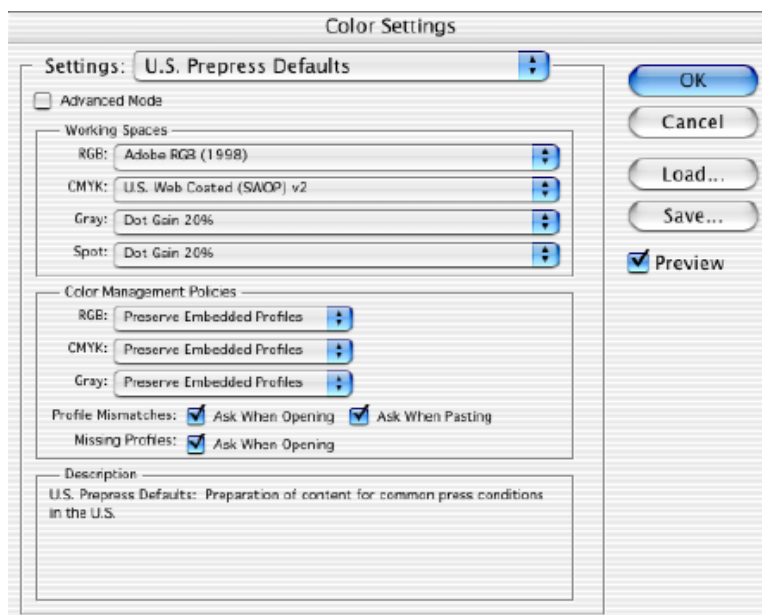 Color Settings
Settings: U.S. Prepress Defaults
OK
Advanced Mode
Cancel
Working Spaces
RGB: Adobe RGB (1998)
CMYK: U.S. Web Coated (SWOP) v2
Load...
Gray: Dot Gain 20%
Save...
Spot: Dot Gain 20%
Preview
Color Management Policies
RGB: Preserve Embedded Profiles
CMYK: Preserve Embedded Profiles
Gray: Preserve Embedded Profiles
Profile Mismatches: Ask When Opening Ask When Pasting
Missing Profiles: Ask When Opening
Description
U.S. Prepress Defaults: Preparation of content for common press conditions
in the U.S.